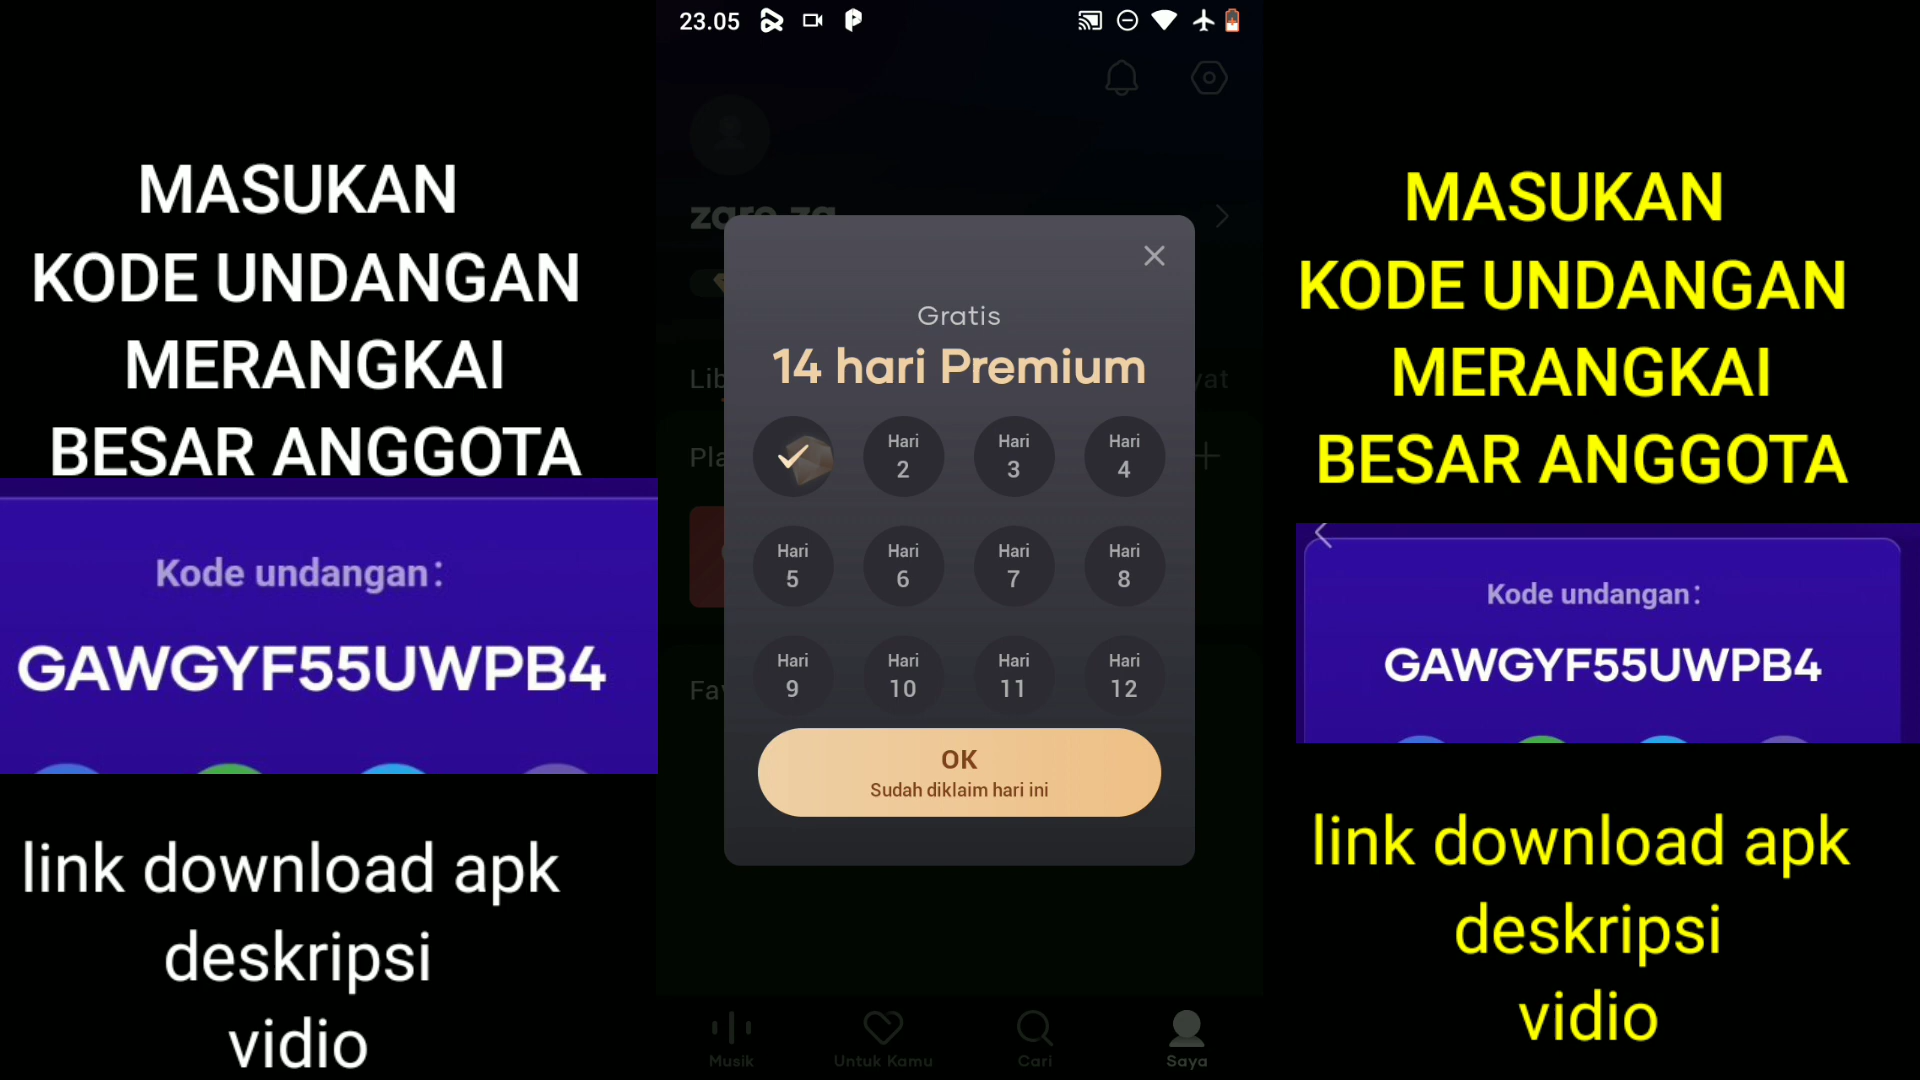 MASUKAN
KODE UNDANGAN
MERANGKAI
BESAR ANGGOTA
Kode undangan:
GAWGYF55UWPB4
link download apk
deskripsi
vidio
23.05
Gratis
14 hari Premium
Hari 2
Hari 3
Hari 4
Hari 5
Hari 6
Hari 7
Hari 8
Hari 9
Hari 10
Hari 11
Hari 12
OK
Sudah diklaim hari ini
Musik
Untuk Kamu
Cari
Saya
MASUKAN
KODE UNDANGAN
MERANGKAI
BESAR ANGGOTA
Kode undangan:
GAWGYF55UWPB4
link download apk
deskripsi
vidio